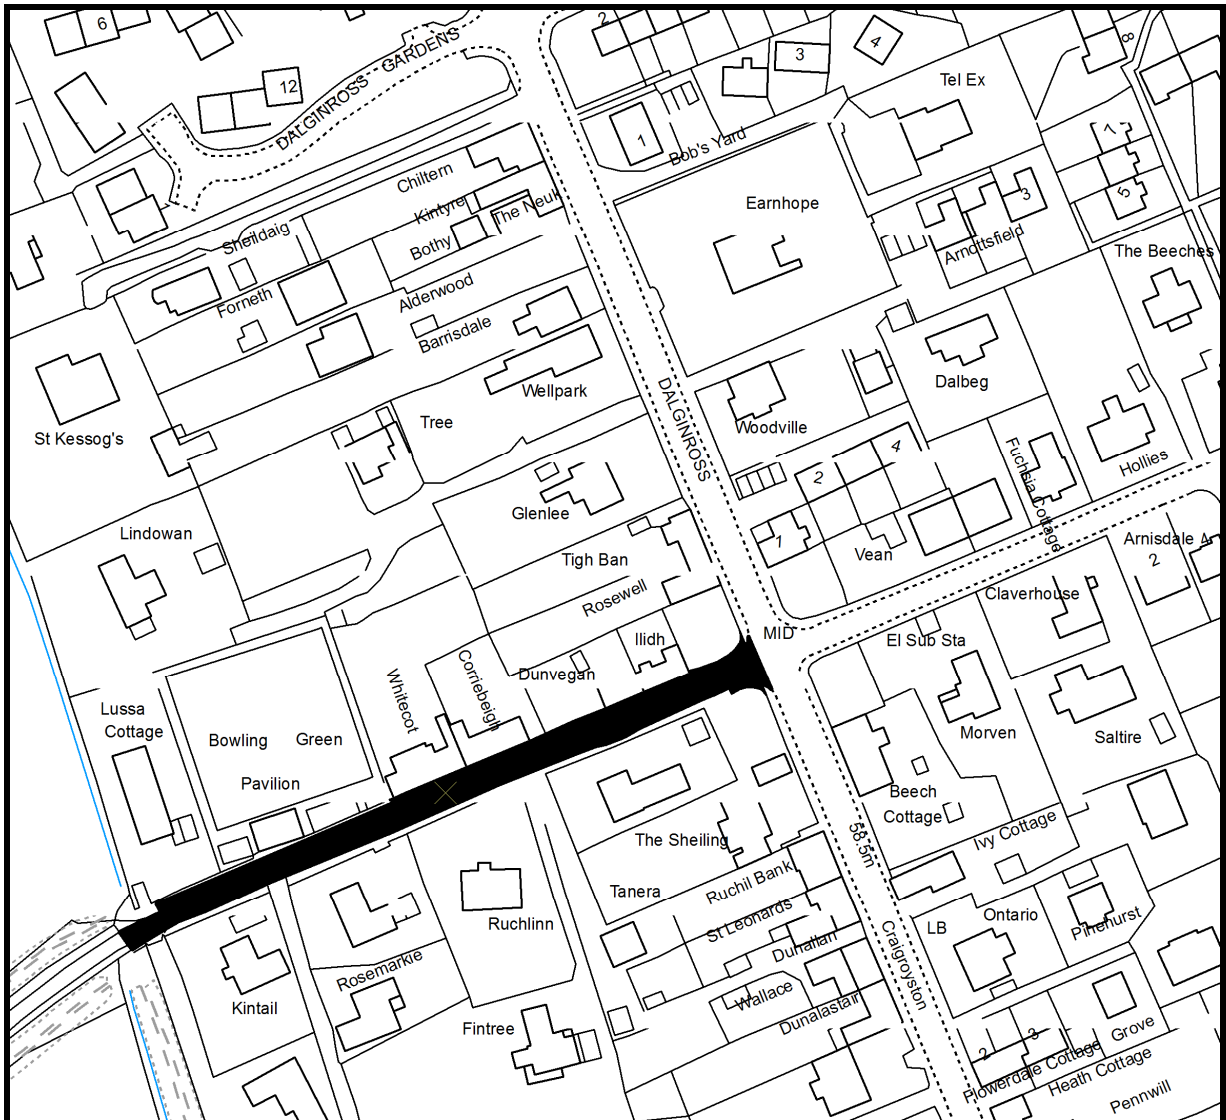 6
12
DALGINROSS GARDENS
2
3
4
8
1
Bob's Yard
Tel Ex
7
5
3
Chiltern
Kintyre
The Neuk
Earnhope
Arnottsfield
The Beeches
Sheildaig
Bothy
Forneth
Alderwood
Barrisdale
Wellpark
DALGINROSS
Dalbeg
St Kessog's
Tree
Woodville
4
2
Fuchsia Cottage
Hollies
Lindowan
Glenlee
1
Tigh Ban
Vean
Arnisdale 4
2
Rosewell
Claverhouse
Ilidh
MID
El Sub Sta
Whitecot
Corriebeigh
Dunvegan
Lussa
Cottage
Bowling Green
Pavilion
Morven
Saltire
Beech
Cottage
58.5m
The Sheiling
Ivy Cottage
Tanera
Ruchil Bank
St Leonards
Ruchlinn
Dunallan
Craigroyston
LB
Ontario
Pinehurst
Rosemarkie
Kintail
Wallace
Dunalastair
Fintree
2
3
Grove
Flowerdale Cottage
Heath Cottage
Pennwill